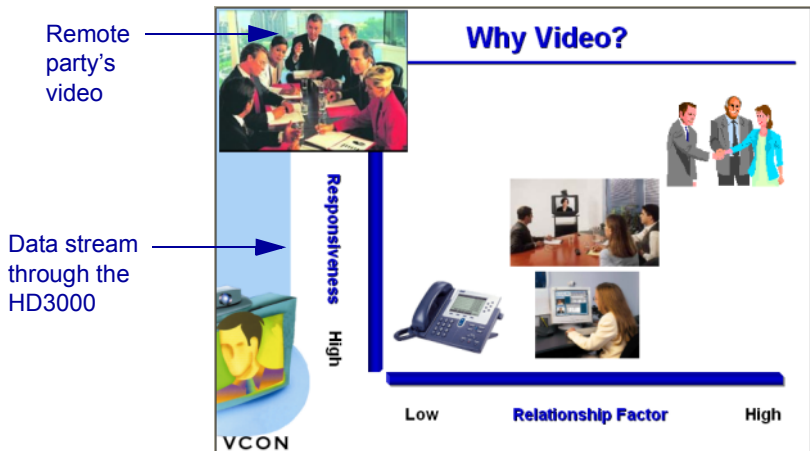 Remote
party's
video
Data stream
through the
HD3000
Why Video?
Responsiveness
High
Low
Relationship Factor
High
VCON